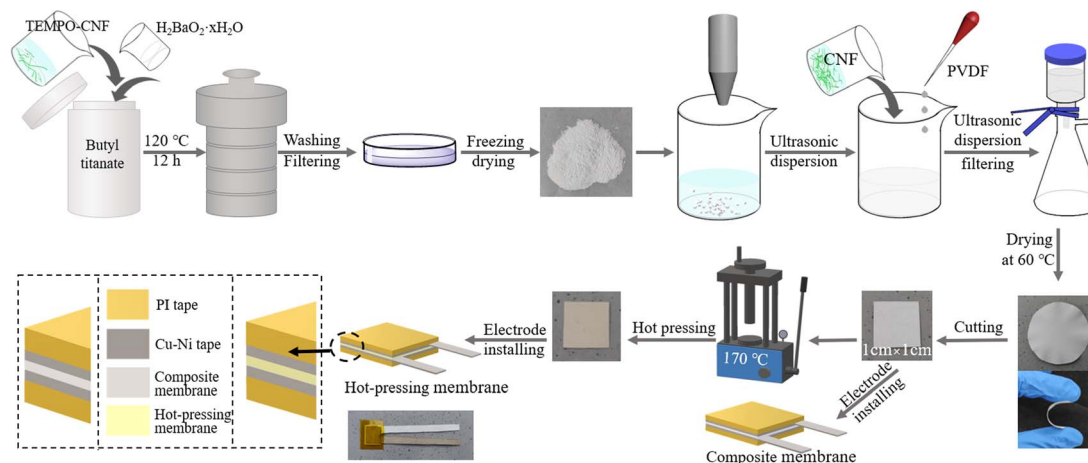 TEMPO-CNF
H₂BaO₂·xH₂O
Butyl
titanate
120 ℃
12 h
Washing
Filtering
Freezing
drying
Ultrasonic
dispersion
CNF
PVDF
Ultrasonic
dispersion
filtering
Drying
at 60 ℃
PI tape
Cu-Ni tape
Composite
membrane
Hot-pressing
membrane
Hot-pressing membrane
Electrode
installing
Hot pressing
170 ℃
1cm×1cm
Cutting
Electrode
installing
Composite membrane